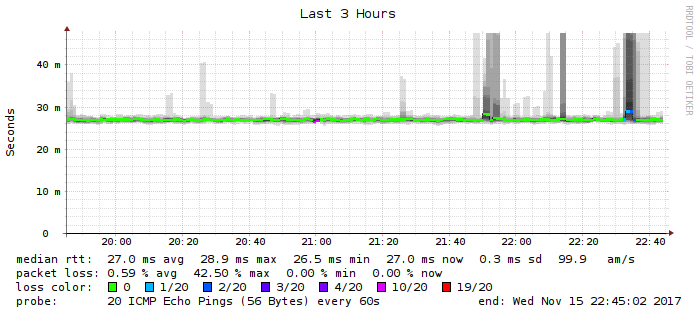 Last 3 Hours
RRDTOOL / TOBI OETIKER
Seconds
40 m
30 m
20 m
10 m
0
20:00 20:20 20:40 21:00 21:20 21:40 22:00 22:20 22:40
median rtt: 27.0 ms avg 28.9 ms max 26.5 ms min 27.0 ms now 0.3 ms sd 99.9 am/s
packet loss: 0.59 % avg 42.50 % max 0.00 % min 0.00 % now
loss color: 0 1/20 2/20 3/20 4/20 10/20 19/20
probe: 20 ICMP Echo Pings (56 Bytes) every 60s end: Wed Nov 15 22:45:02 2017